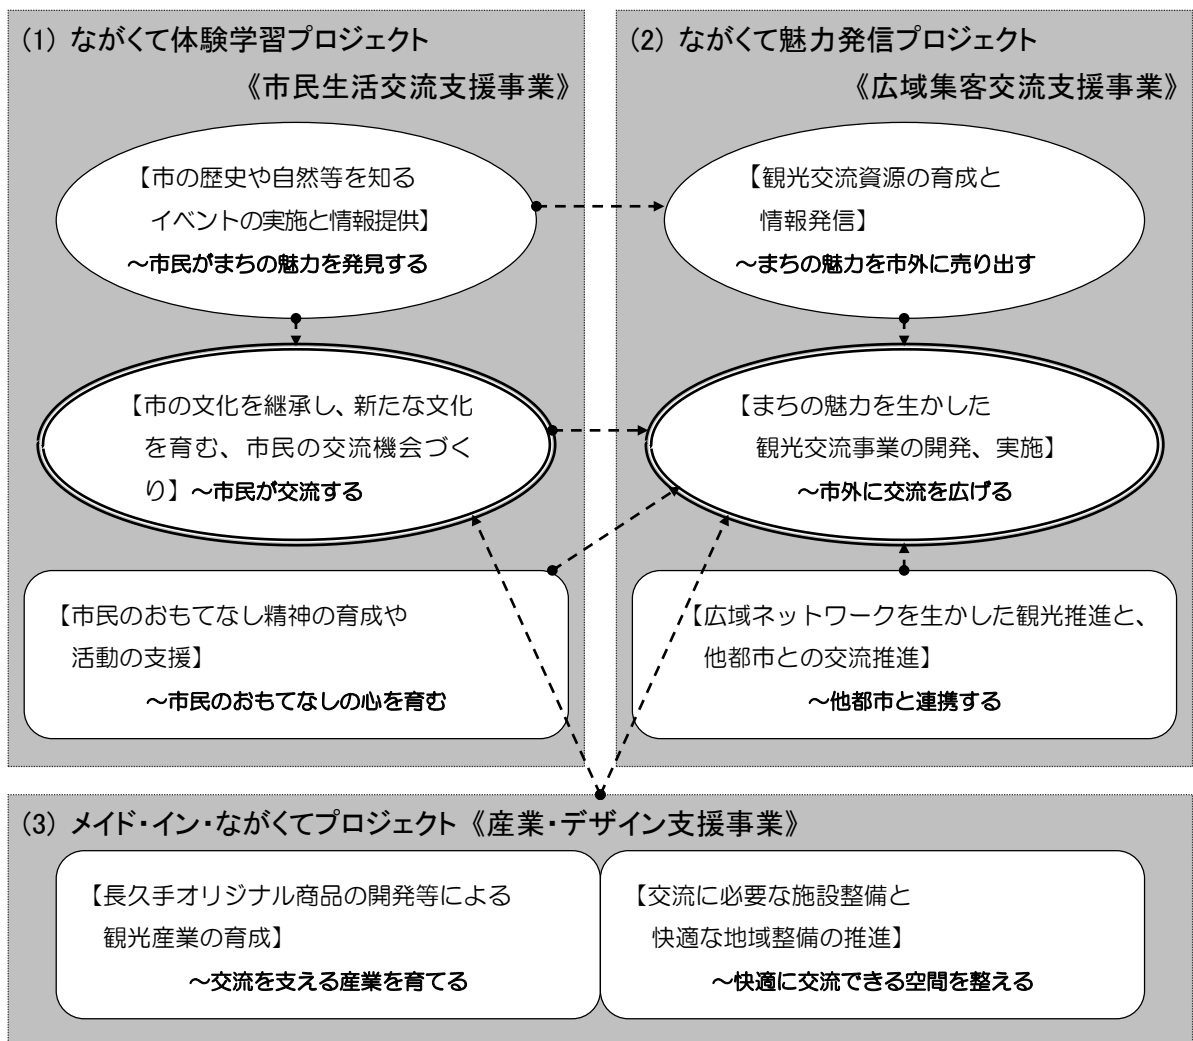 (1) ながくて体験学習プロジェクト
《市民生活交流支援事業》
【市の歴史や自然等を知る
イベントの実施と情報提供】
～市民がまちの魅力を発見する
【市の文化を継承し、新たな文化
を育む、市民の交流機会づく
り】～市民が交流する
【市民のおもてなし精神の育成や
活動の支援】
～市民のおもてなしの心を育む
(2) ながくて魅力発信プロジェクト
《広域集客交流支援事業》
【観光交流資源の育成と
情報発信】
～まちの魅力を市外に売り出す
【まちの魅力を生かした
観光交流事業の開発、実施】
～市外に交流を広げる
【広域ネットワークを生かした観光推進と、
他都市との交流推進】
～他都市と連携する
(3) メイド・イン・ながくてプロジェクト《産業・デザイン支援事業》
【長久手オリジナル商品の開発等による
観光産業の育成】
～交流を支える産業を育てる
【交流に必要な施設整備と
快適な地域整備の推進】
～快適に交流できる空間を整える